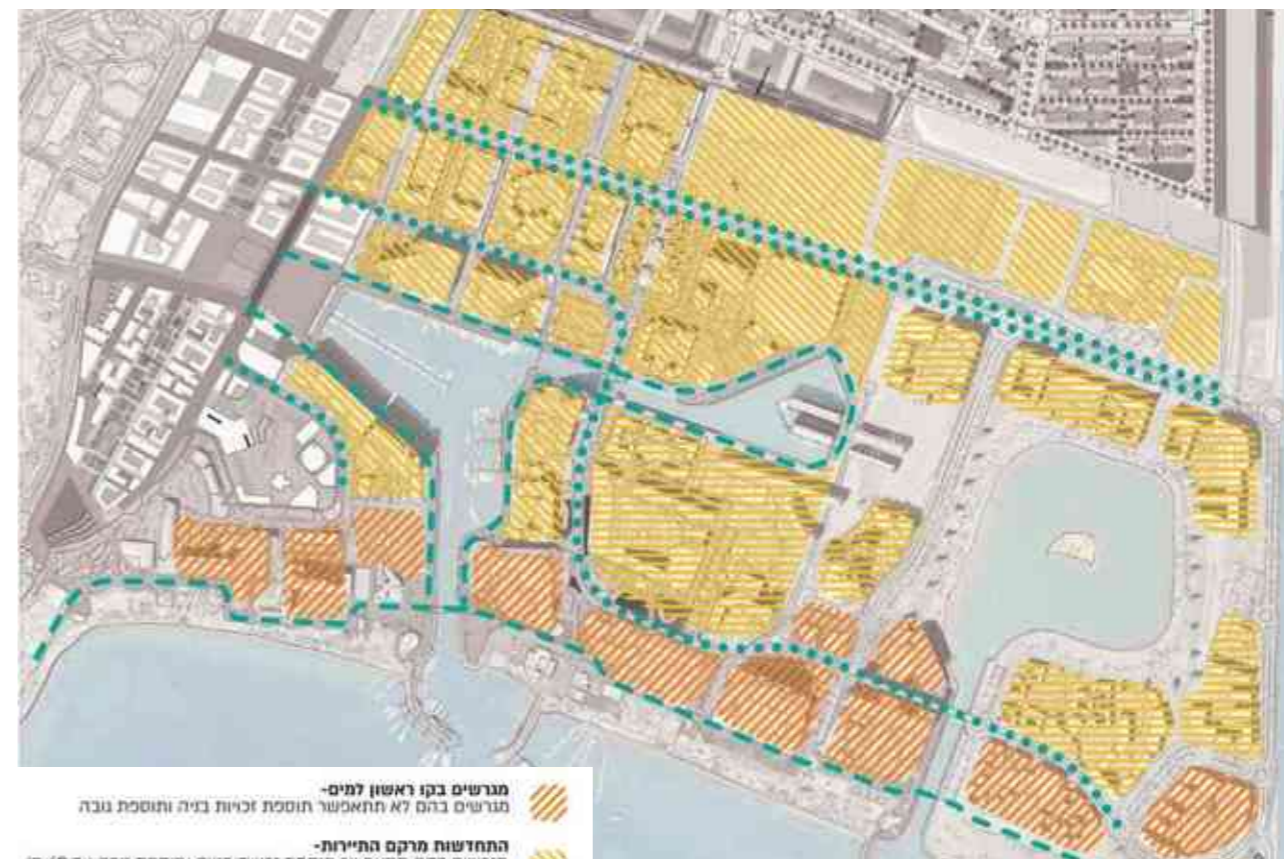 מגרשים בקו ראשון למים-
מגרשים בהם לא תתאפשר תוספת זכויות בניה ותוספת גובה
התחדשות מרקם התיירות-